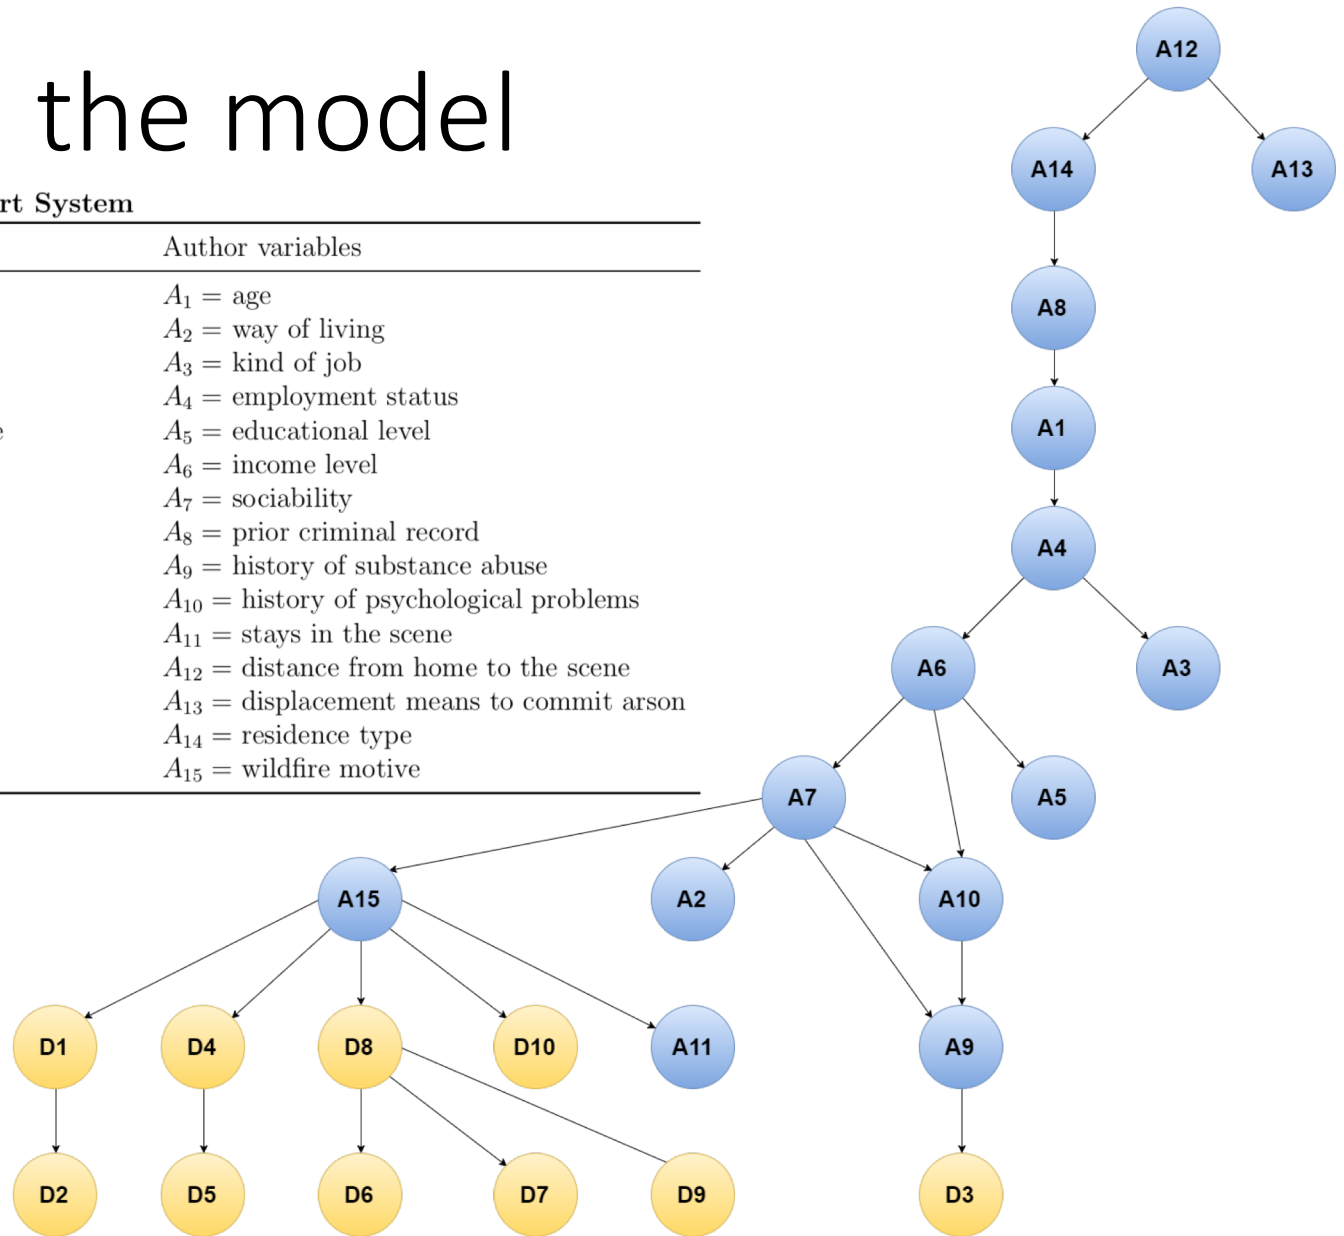 the model
rt System
Author variables
A₁ = age
A₂ = way of living
A₃ = kind of job
A₄ = employment status
e A₅ = educational level
A₆ = income level
A₇ = sociability
A₈ = prior criminal record
A₉ = history of substance abuse
A₁₀ = history of psychological problems
A₁₁ = stays in the scene
A₁₂ = distance from home to the scene
A₁₃ = displacement means to commit arson
A₁₄ = residence type
A₁₅ = wildfire motive
A12
A14
A13
A8
A1
A4
A6
A3
A7
A5
A15
A2
A10
D1
D4
D8
D10
A11
A9
D2
D5
D6
D7
D9
D3